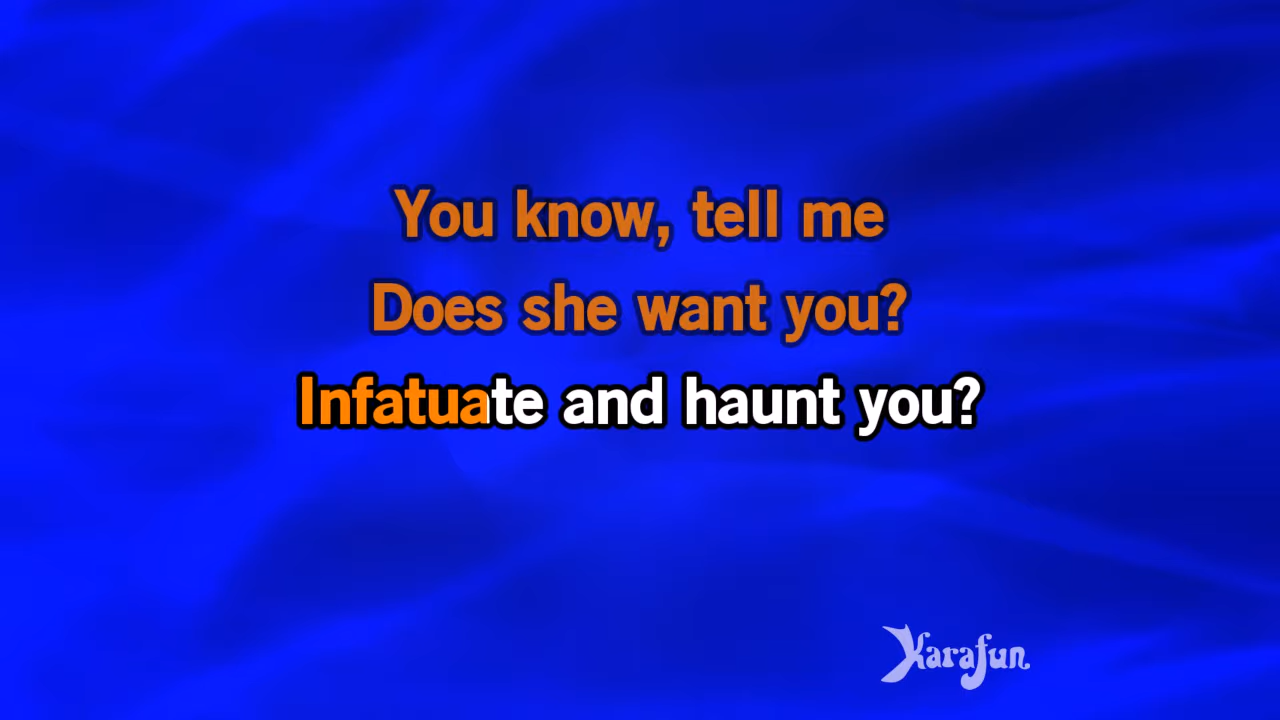 You know, tell me
Does she want you?
Infatuate and haunt you?
Karafun